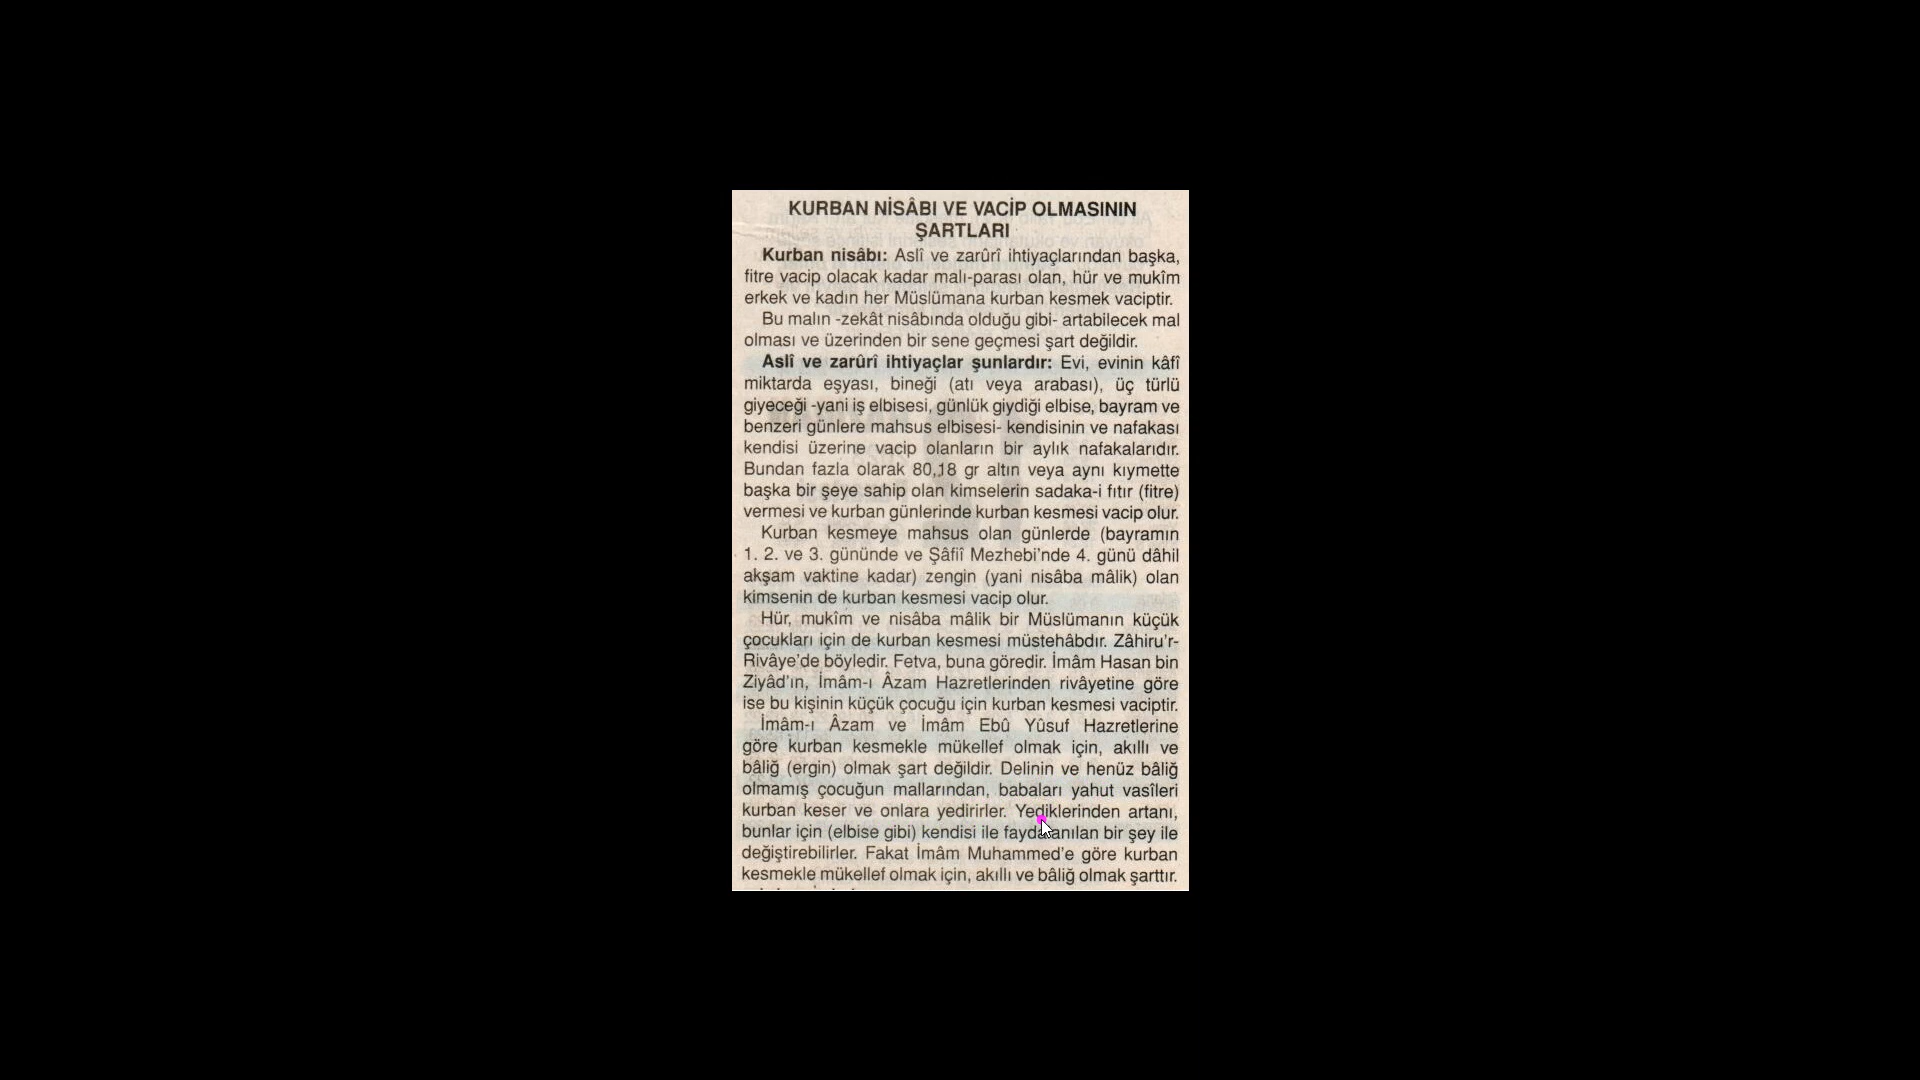 KURBAN NİSÂBI VE VACİP OLMASININ
ŞARTLARI
Kurban nisâbı: Aslî ve zarûrî ihtiyaçlarından başka,
fitre vacip olacak kadar malı-parası olan, hür ve mukîm
erkek ve kadın her Müslümana kurban kesmek vaciptir.
Bu malın -zekât nisâbında olduğu gibi- artabilecek mal
olması ve üzerinden bir sene geçmesi şart değildir.
Aslî ve zarûrî ihtiyaçlar şunlardır: Evi, evinin kâfî
miktarda eşyası, bineği (atı veya arabası), üç türlü
giyeceği -yani iş elbisesi, günlük giydiği elbise, bayram ve
benzeri günlere mahsus elbisesi- kendisinin ve nafakası
kendisi üzerine vacip olanların bir aylık nafakalarıdır.
Bundan fazla olarak 80,18 gr altın veya aynı kıymette
başka bir şeye sahip olan kimselerin sadaka-i fıtır (fitre)
vermesi ve kurban günlerinde kurban kesmesi vacip olur.
Kurban kesmeye mahsus olan günlerde (bayramın
1. 2. ve 3. gününde ve Şâfiî Mezhebi'nde 4. günü dâhil
akşam vaktine kadar) zengin (yani nisâba mâlik) olan
kimsenin de kurban kesmesi vacip olur.
Hür, mukîm ve nisâba mâlik bir Müslümanın küçük
çocukları için de kurban kesmesi müstehâbdır. Zâhiru'r-
Rivâye'de böyledir. Fetva, buna göredir. İmâm Hasan bin
Ziyâd'ın, İmâm-ı Âzam Hazretlerinden rivâyetine göre
ise bu kişinin küçük çocuğu için kurban kesmesi vaciptir.
İmâm-ı Âzam ve İmâm Ebû Yûsuf Hazretlerine
göre kurban kesmekle mükellef olmak için, akıllı ve
bâliğ (ergin) olmak şart değildir. Delinin ve henüz bâliğ
olmamış çocuğun mallarından, babaları yahut vasîleri
kurban keser ve onlara yedirirler. Yediklerinden artanı,
bunlar için (elbise gibi) kendisi ile faydalanılan bir şey ile
değiştirebilirler. Fakat İmâm Muhammed'e göre kurban
kesmekle mükellef olmak için, akıllı ve bâliğ olmak şarttır.